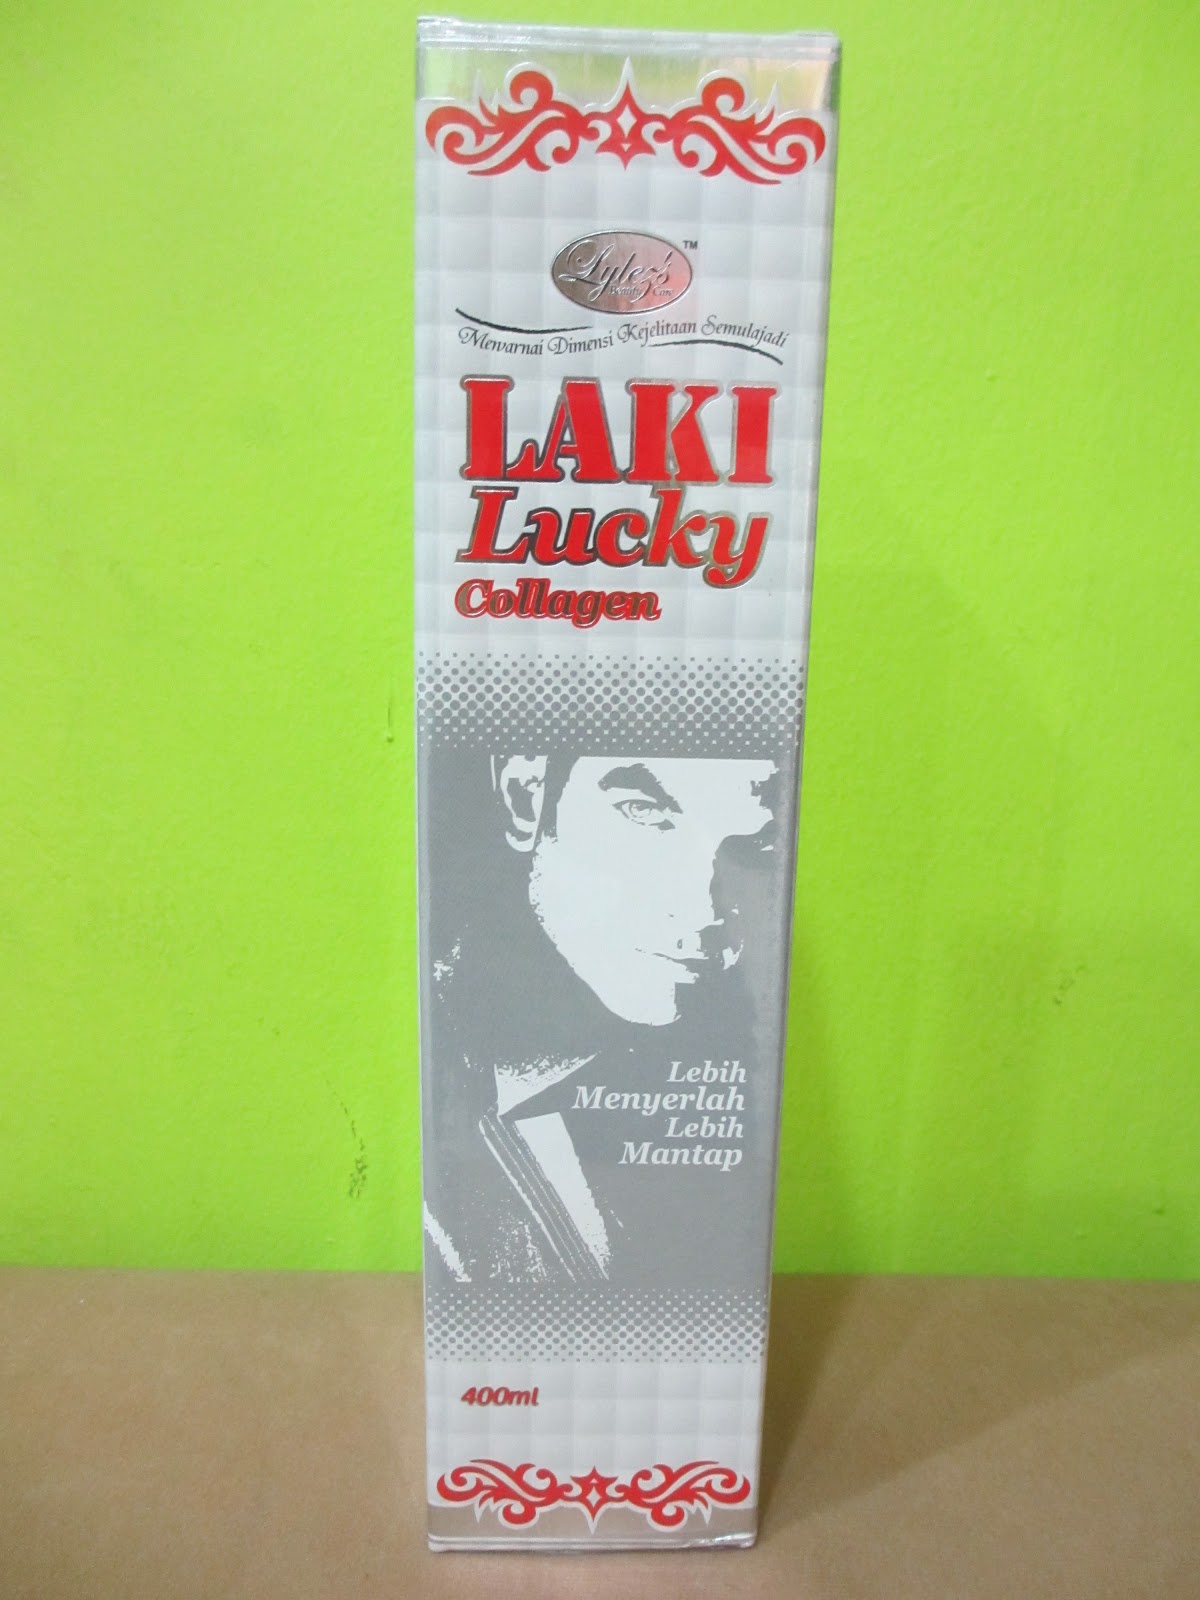 Lylez's TM
Beauty Care
Mewarnai Dimensi Kejelitaan Semulajadi
LAKI
Lucky
Collagen
Lebih
Menyerlah
Lebih
Mantap
400ml